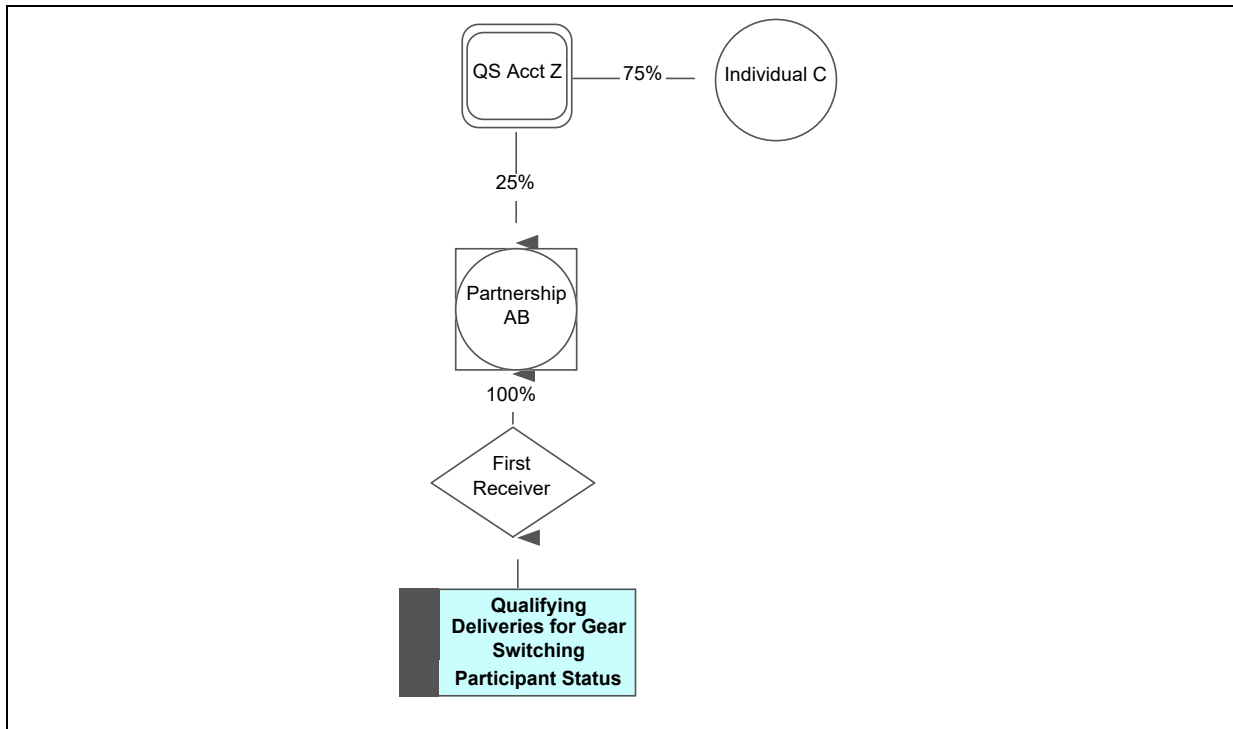 QS Acct Z
75%
Individual C
25%
Partnership
AB
100%
First
Receiver
Qualifying
Deliveries for Gear
Switching
Participant Status